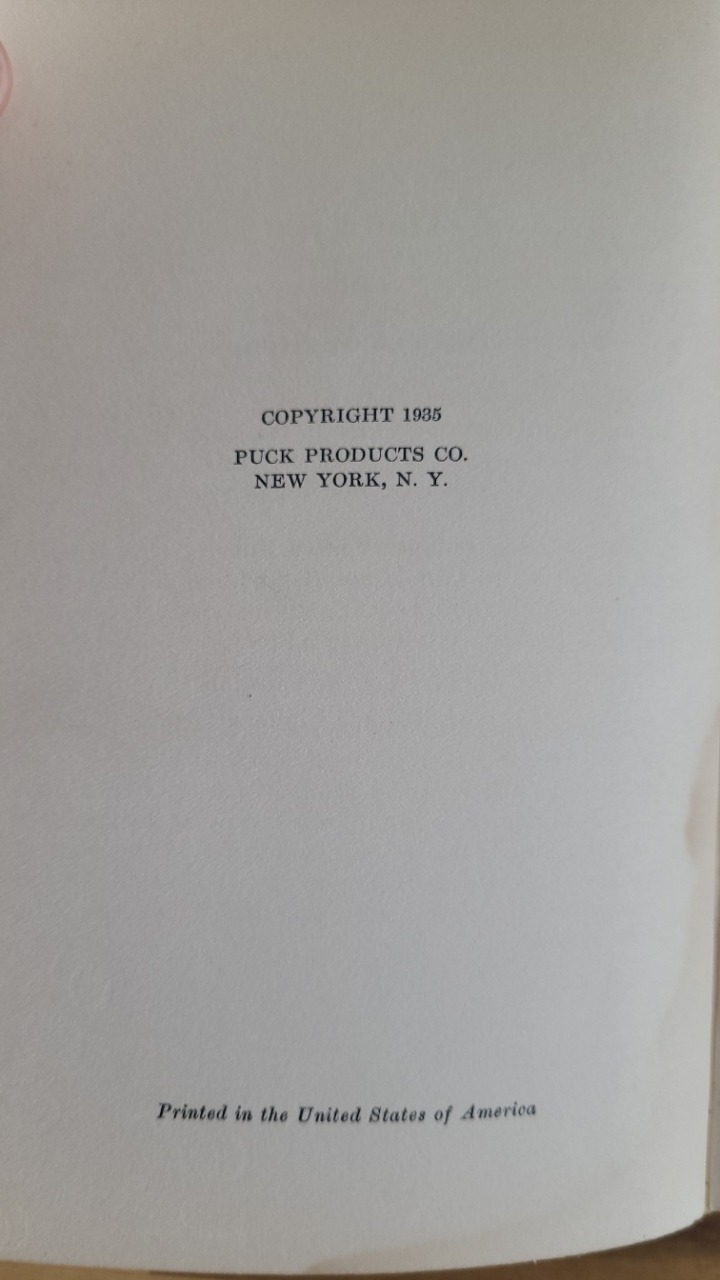 COPYRIGHT 1935
PUCK PRODUCTS CO.
NEW YORK, N. Y.
Printed in the United States of America